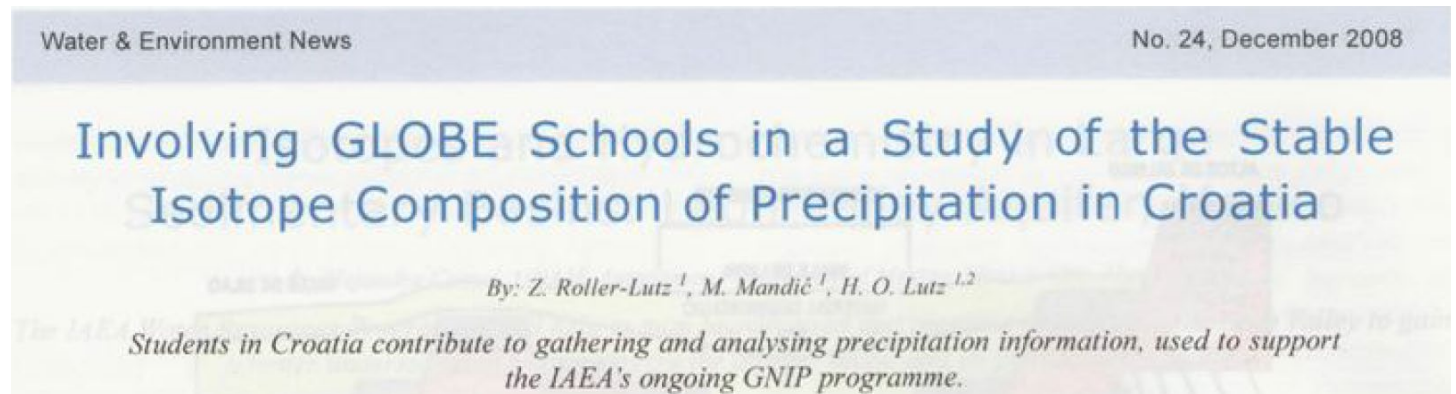 Water & Environment News
No. 24, December 2008
Involving GLOBE Schools in a Study of the Stable
Isotope Composition of Precipitation in Croatia
By: Z. Roller-Lutz 1, M. Mandić 1, H. O. Lutz 1,2
Students in Croatia contribute to gathering and analysing precipitation information, used to support
the IAEA's ongoing GNIP programme.